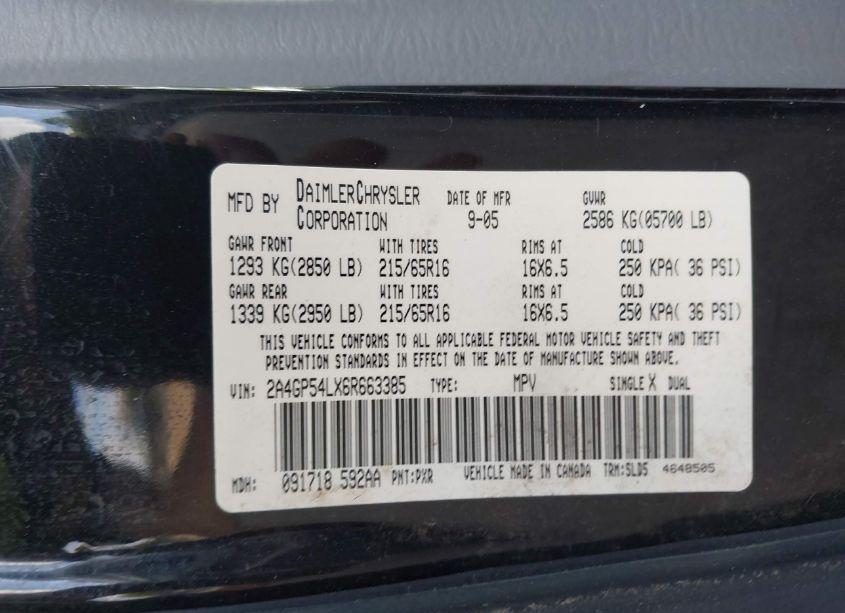 MFD BY DAIMLERCHRYSLER CORPORATION DATE OF MFR 9-05 GVWR 2586 KG(05700 LB)
GAWR FRONT WITH TIRES RIMS AT COLD
1293 KG(2850 LB) 215/65R16 16X6.5 250 KPA( 36 PSI)
GAWR REAR WITH TIRES RIMS AT COLD
1339 KG(2950 LB) 215/65R16 16X6.5 250 KPA( 36 PSI)
THIS VEHICLE CONFORMS TO ALL APPLICABLE FEDERAL MOTOR VEHICLE SAFETY AND THEFT
PREVENTION STANDARDS IN EFFECT ON THE DATE OF MANUFACTURE SHOWN ABOVE.
VIN: 2A4GP54LX6R663385 TYPE: MPV SINGLE X DUAL
MDH: 091718 592AA PNT:PXR VEHICLE MADE IN CANADA TRM:SLD5 4648505